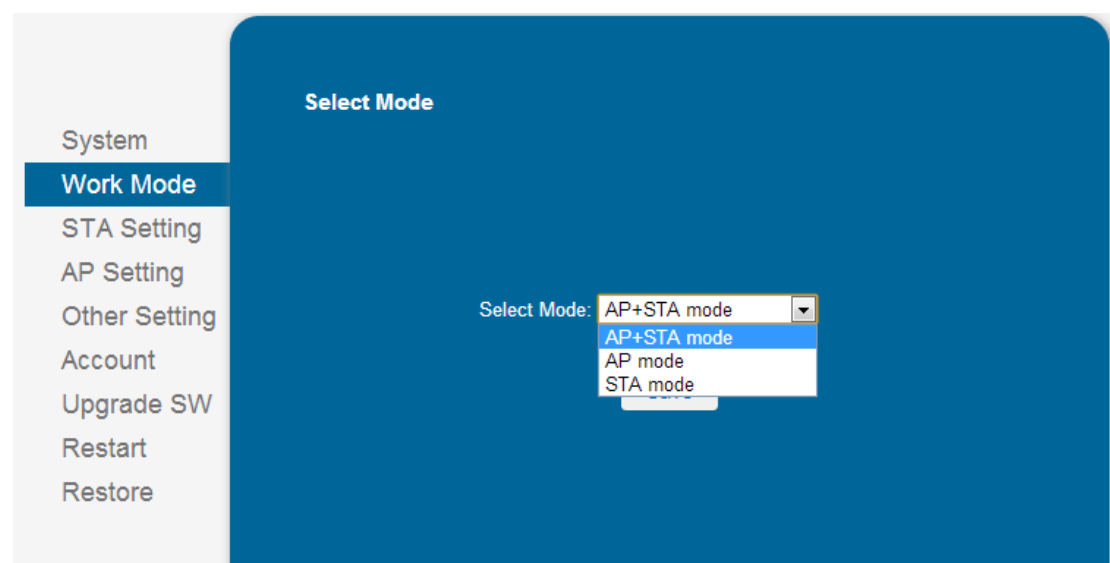 Select Mode
System
Work Mode
STA Setting
AP Setting
Other Setting
Account
Upgrade SW
Restart
Restore
Select Mode: AP+STA mode
AP+STA mode
AP mode
STA mode